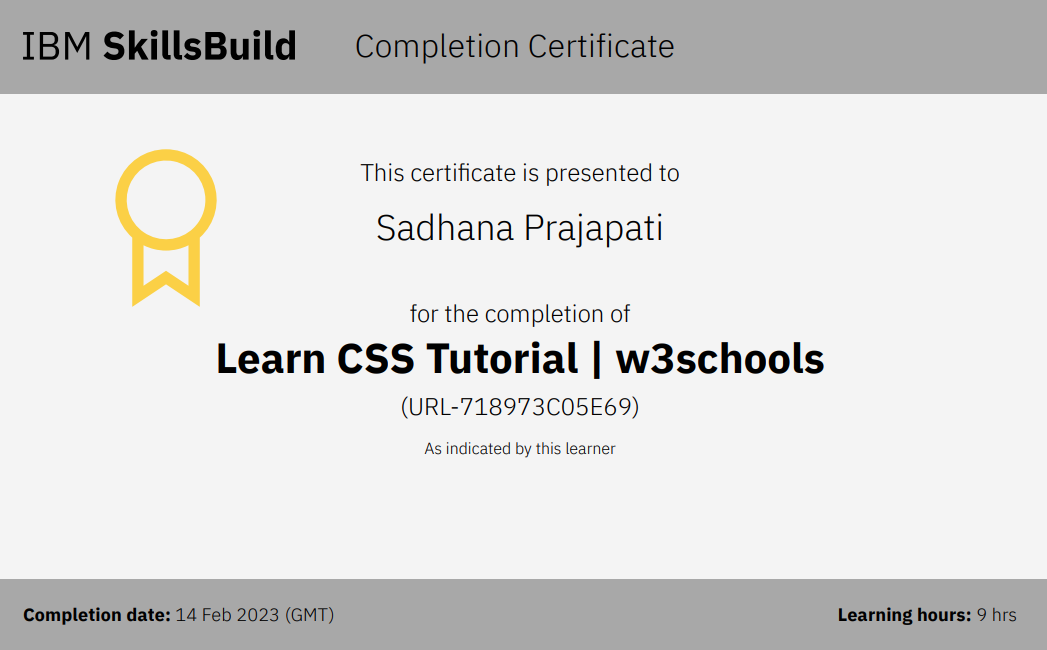 IBM SkillsBuild Completion Certificate
This certificate is presented to
Sadhana Prajapati
for the completion of
Learn CSS Tutorial | w3schools
(URL-718973C05E69)
As indicated by this learner
Completion date: 14 Feb 2023 (GMT) Learning hours: 9 hrs